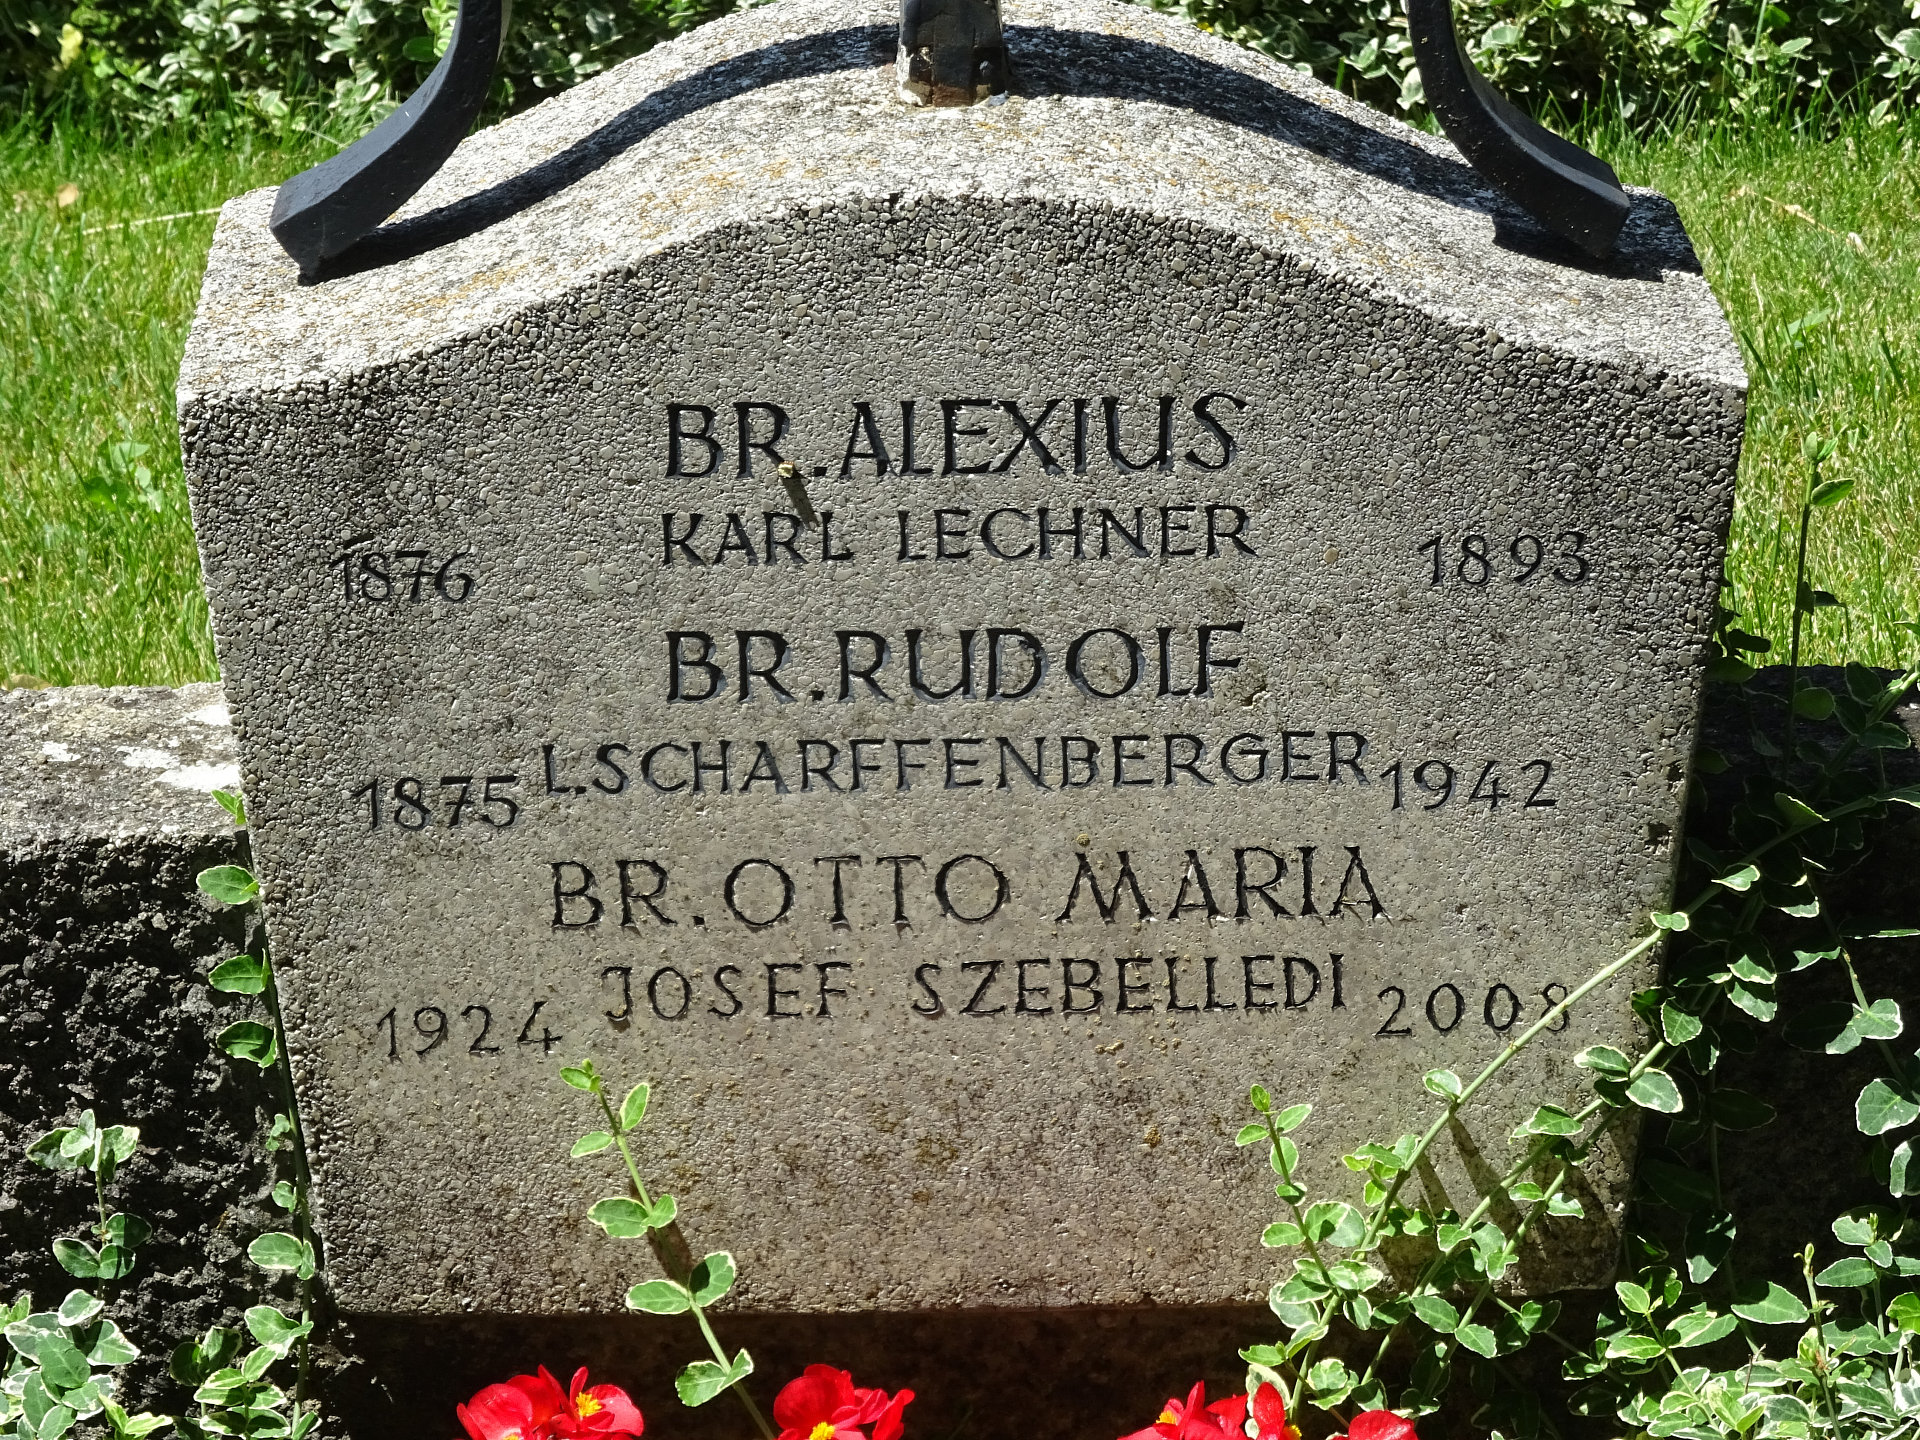 BR. ALEXIUS
1876 KARL LECHNER 1893
BR. RUDOLF
1875 L. SCHARFFENBERGER 1942
BR. OTTO MARIA
1924 JOSEF SZEBELLEDI 2008